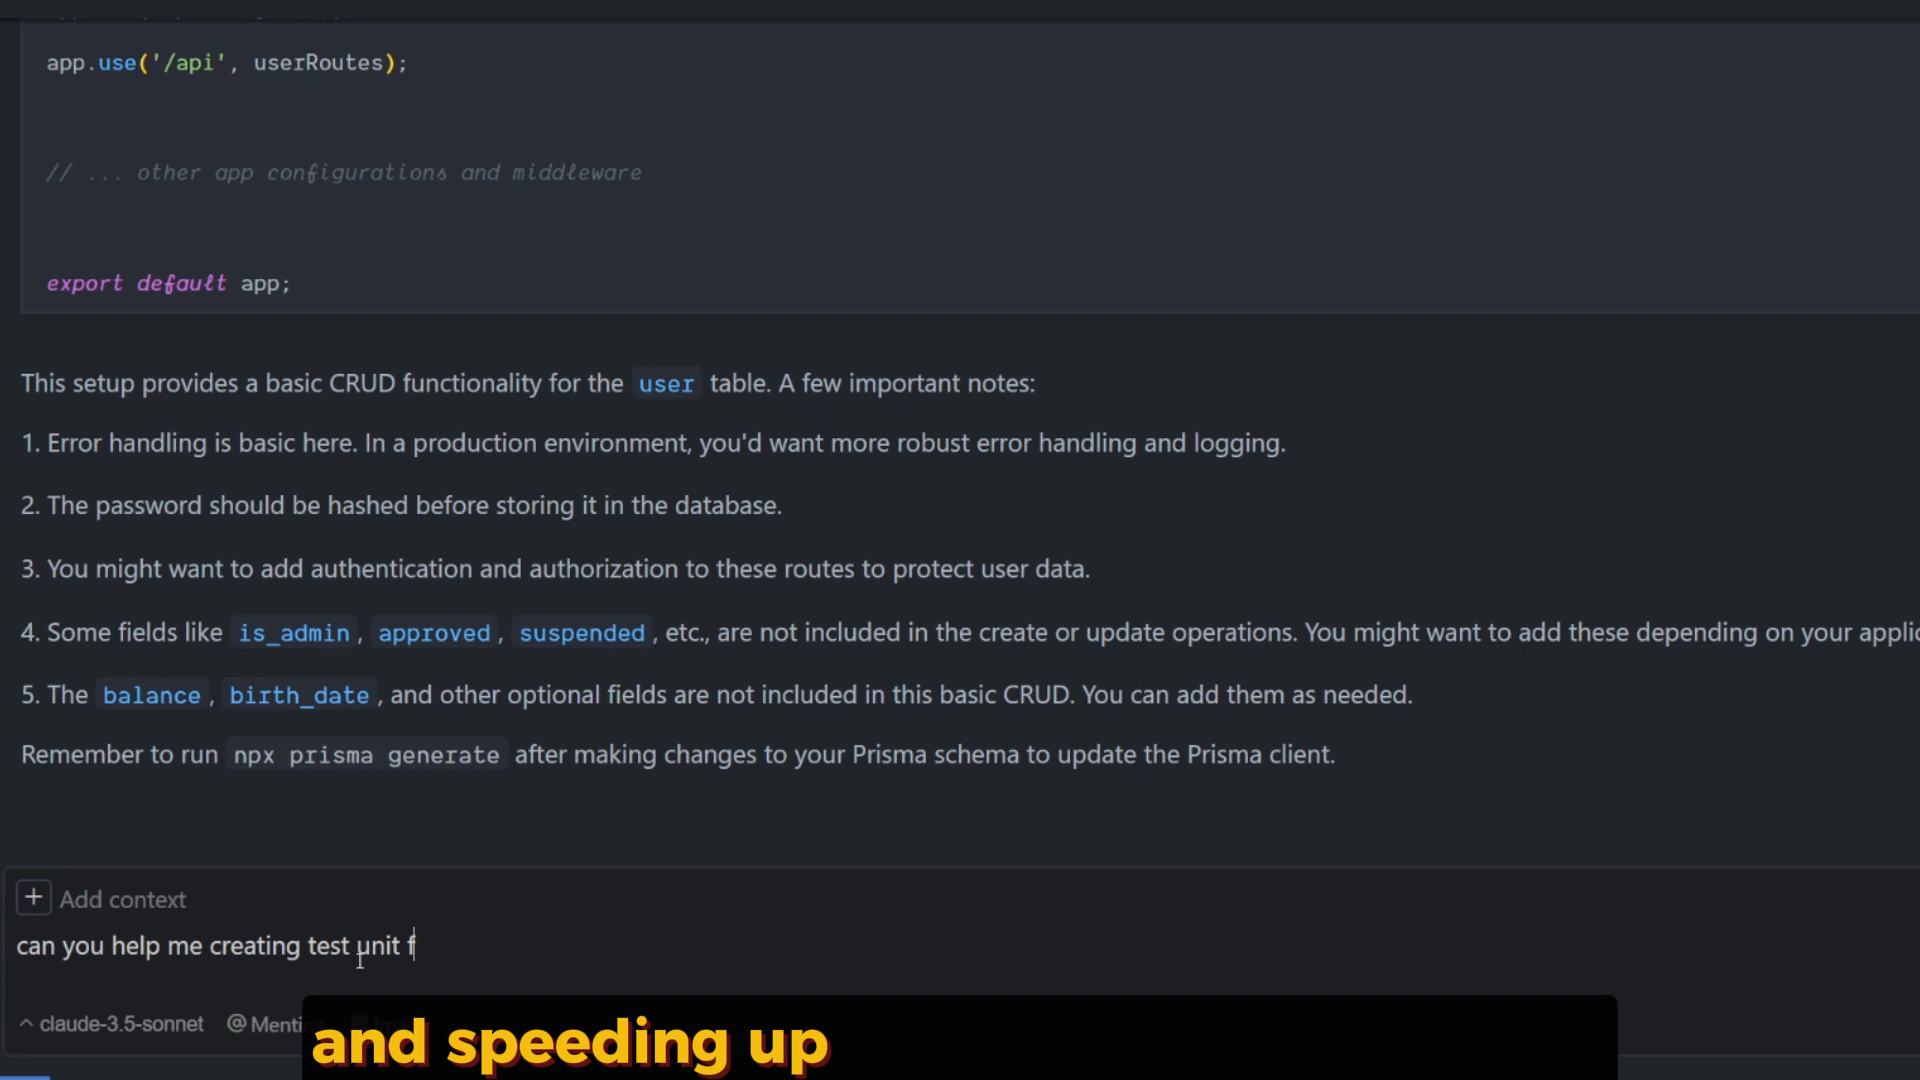 app.use('/api', userRoutes);
// ... other app configurations and middleware
export default app;
This setup provides a basic CRUD functionality for the user table. A few important notes:
1. Error handling is basic here. In a production environment, you'd want more robust error handling and logging.
2. The password should be hashed before storing it in the database.
3. You might want to add authentication and authorization to these routes to protect user data.
4. Some fields like is_admin, approved, suspended, etc., are not included in the create or update operations. You might want to add these depending on your applic
5. The balance, birth_date, and other optional fields are not included in this basic CRUD. You can add them as needed.
Remember to run npx prisma generate after making changes to your Prisma schema to update the Prisma client.
+ Add context
can you help me creating test unit f
^ claude-3.5-sonnet @ Menti
and speeding up